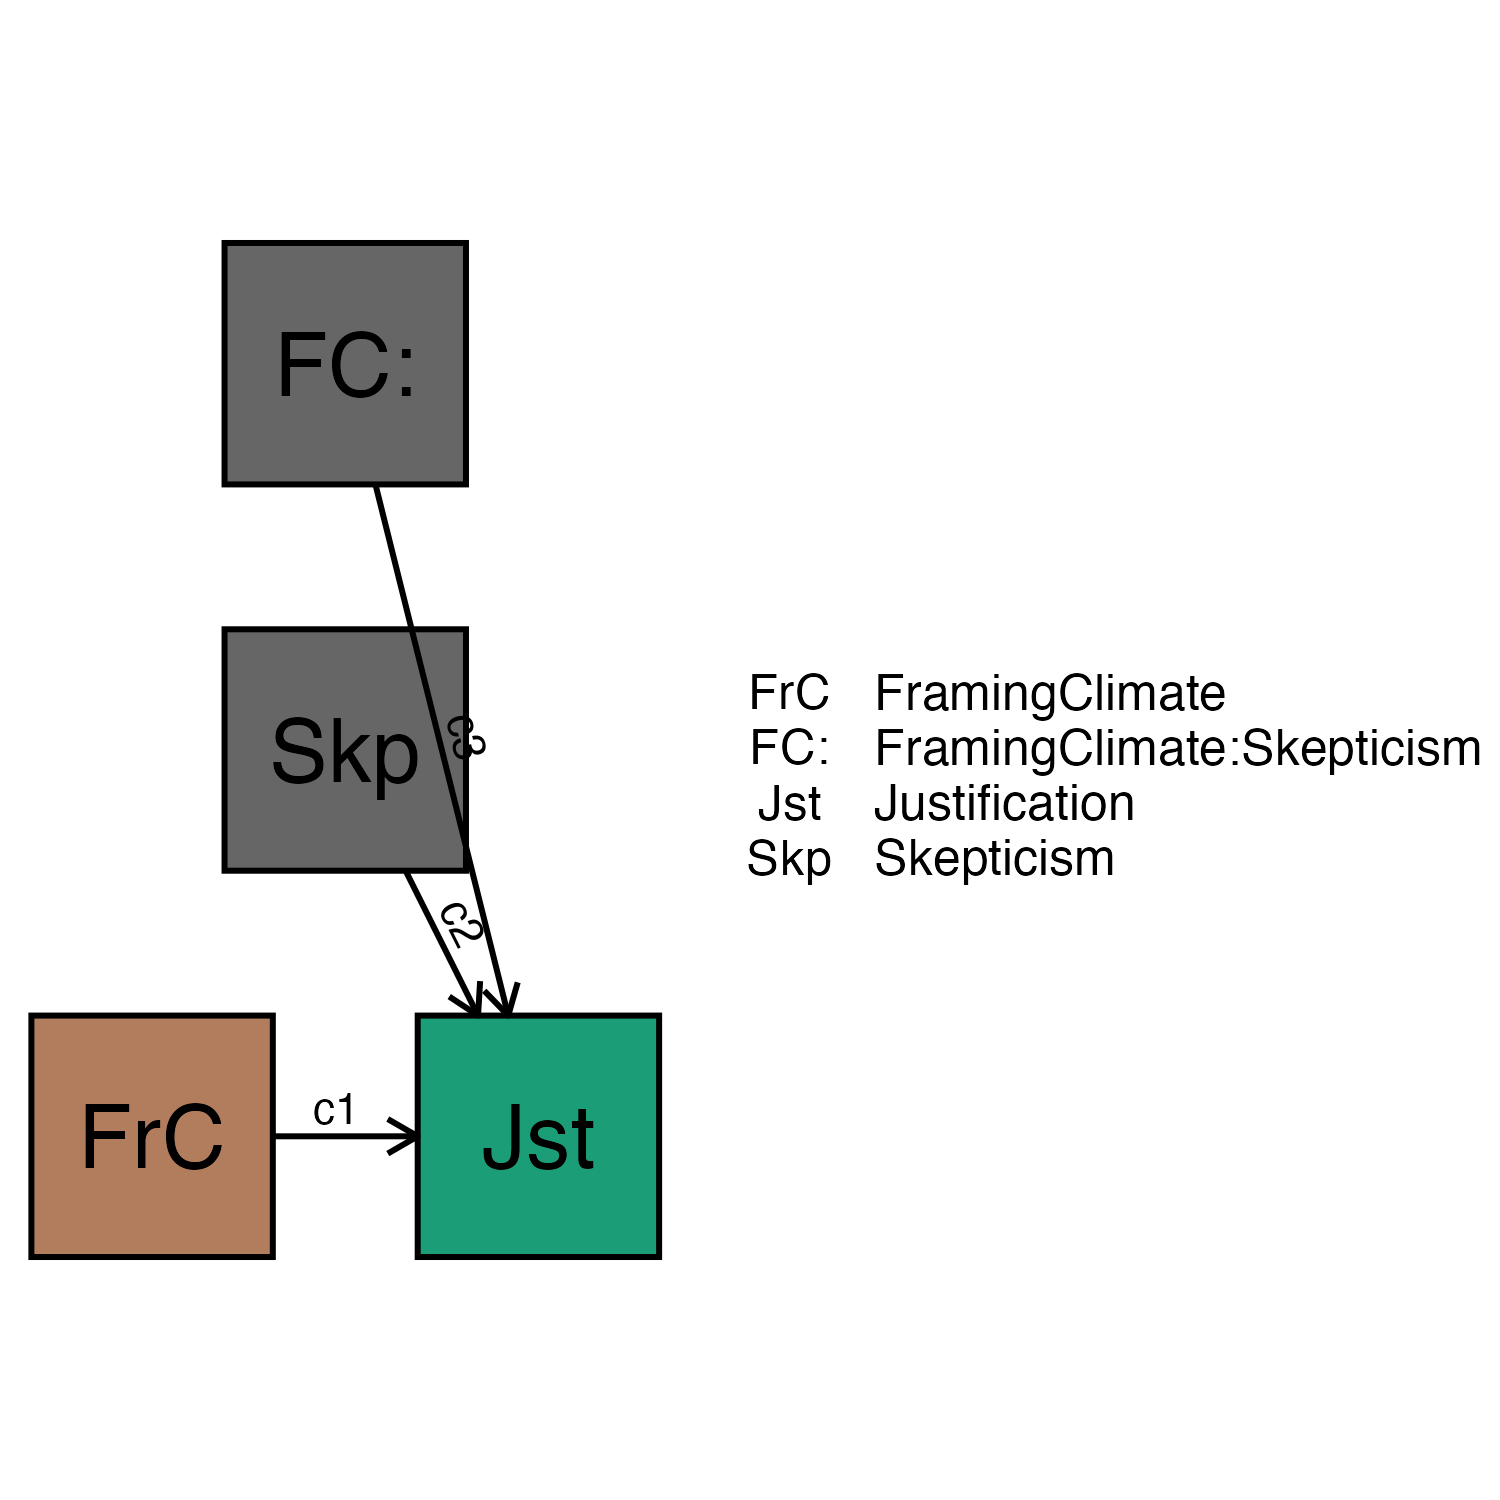 FC:
c3
Skp
c2
FrC
c1
Jst
FrC FramingClimate
FC: FramingClimate:Skepticism
Jst Justification
Skp Skepticism